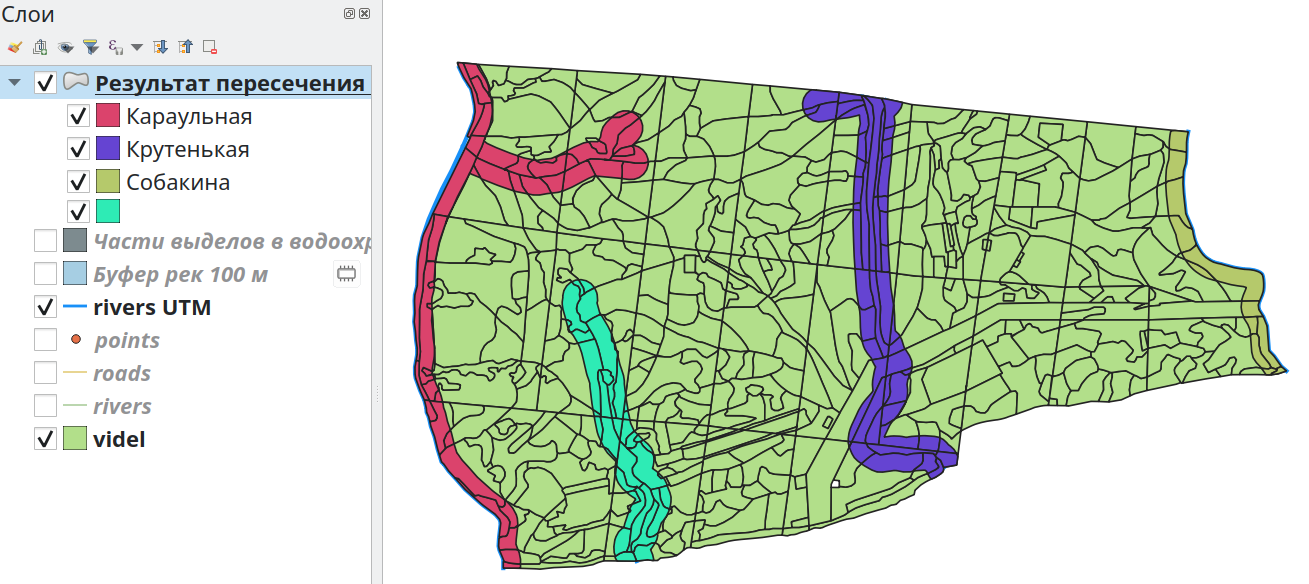 Слои
Результат пересечения
Караульная
Крутенькая
Собакина
Части выделов в водоохр
Буфер рек 100 м
rivers UTM
points
roads
rivers
videl